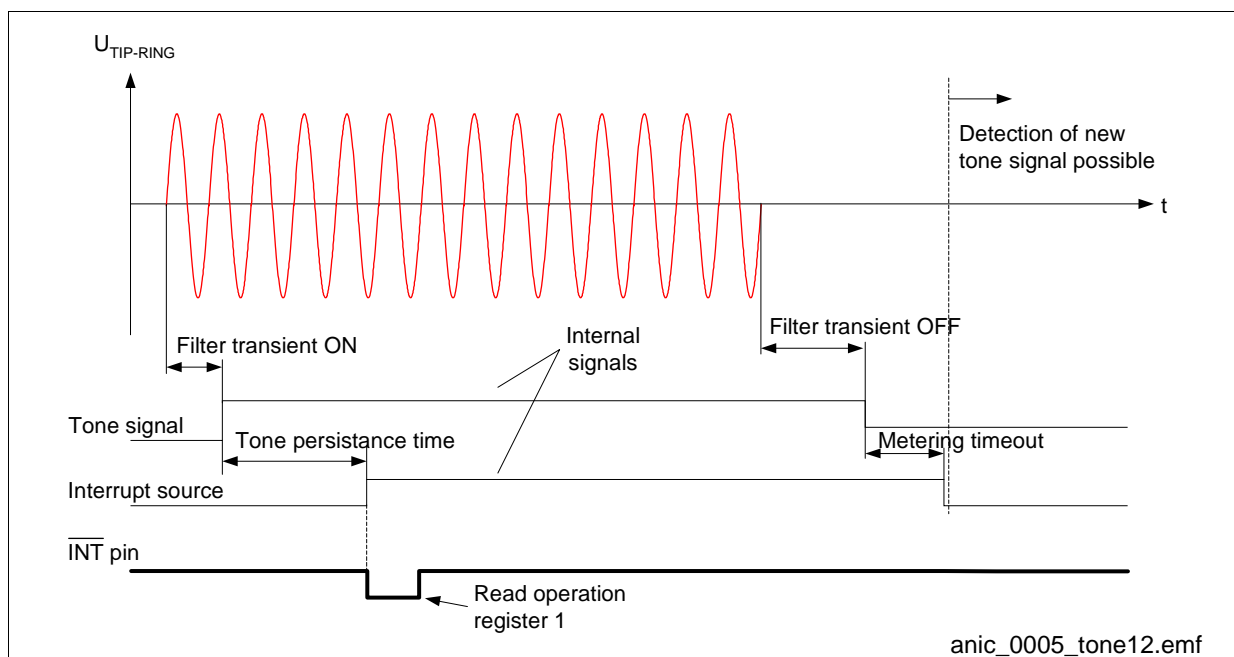 U_TIP-RING
Detection of new
tone signal possible
t
Filter transient ON
Internal
signals
Filter transient OFF
Tone signal
Tone persistance time
Metering timeout
Interrupt source
INT pin
Read operation
register 1
anic_0005_tone12.emf